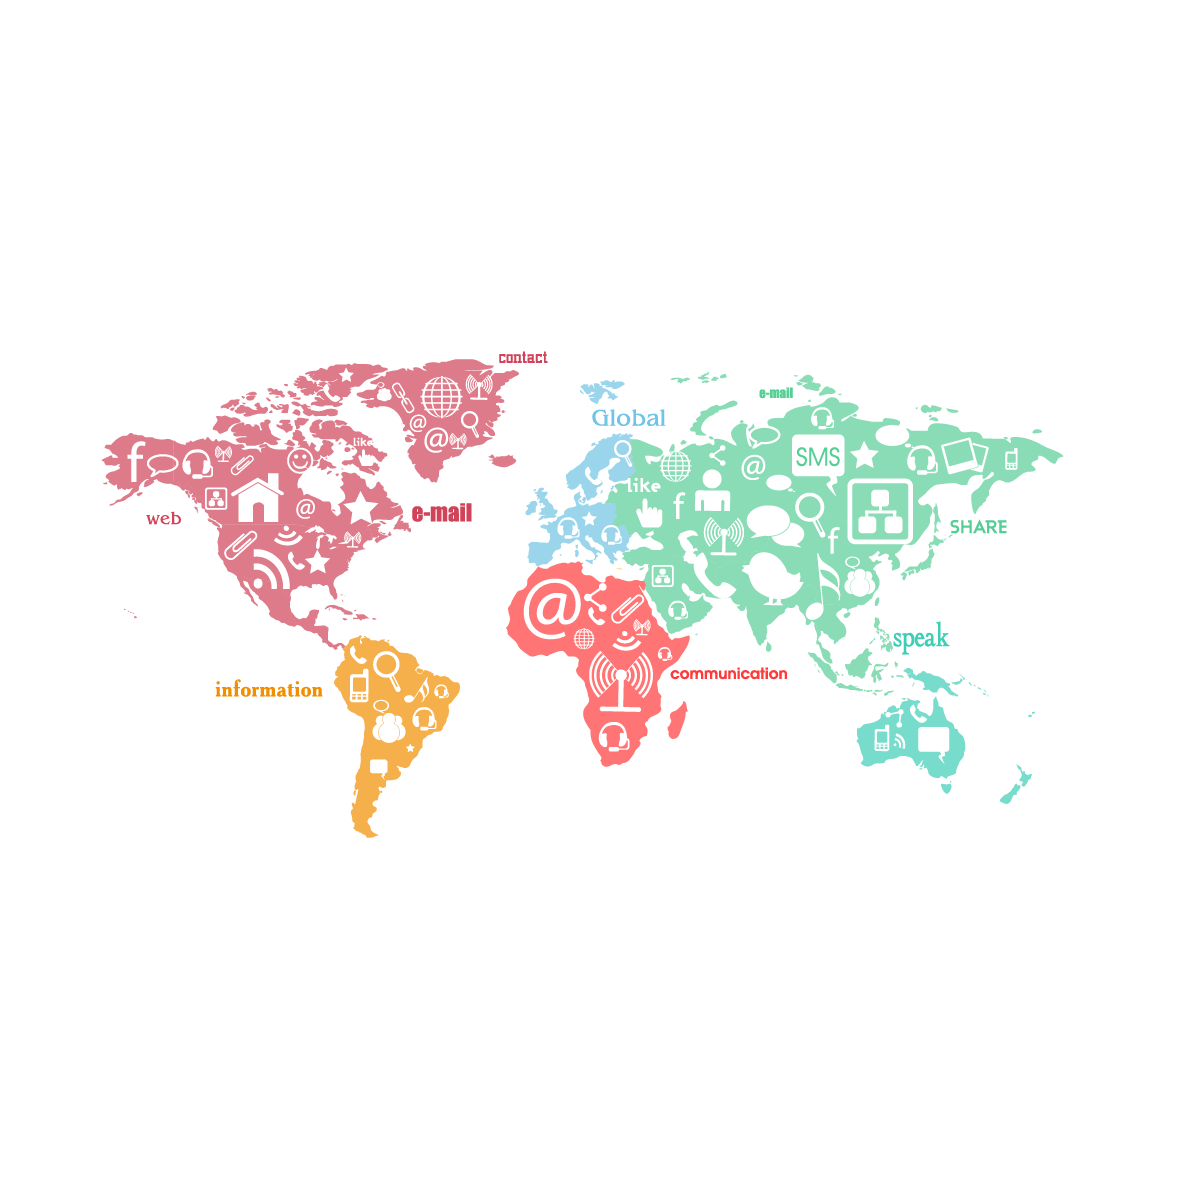 contact
e-mail
Global
like
SMS
like
e-mail
web
SHARE
speak
communication
information